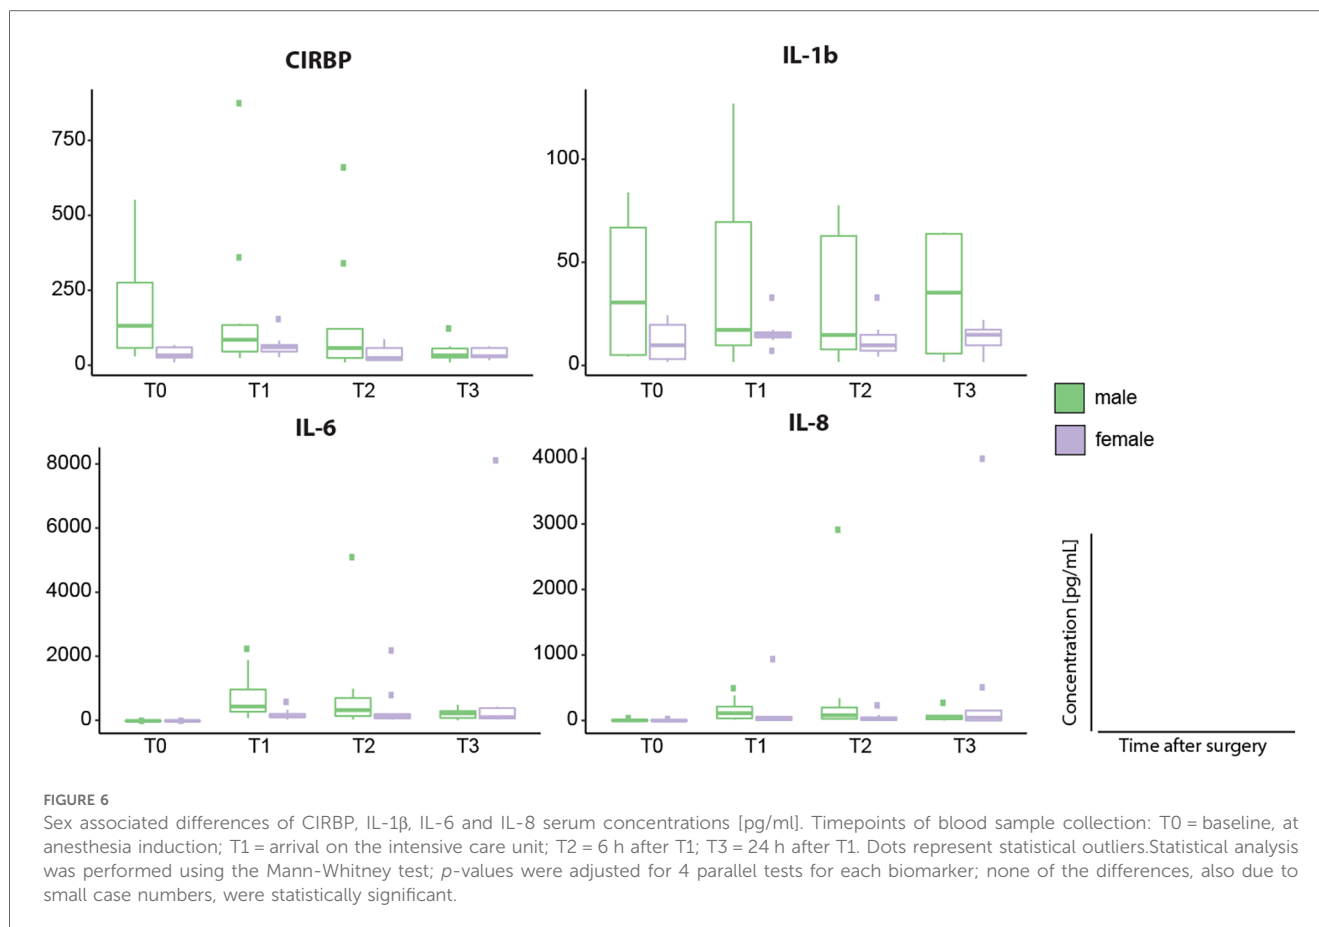 CIRBP
750
500
250
0
T0 T1 T2 T3
IL-1b
100
50
0
T0 T1 T2 T3
male
female
IL-6
8000
6000
4000
2000
0
T0 T1 T2 T3
IL-8
4000
3000
2000
1000
0
T0 T1 T2 T3
Concentration [pg/mL]
Time after surgery
FIGURE 6
Sex associated differences of CIRBP, IL-1β, IL-6 and IL-8 serum concentrations [pg/ml]. Timepoints of blood sample collection: T0 = baseline, at
anesthesia induction; T1 = arrival on the intensive care unit; T2 = 6 h after T1; T3 = 24 h after T1. Dots represent statistical outliers.Statistical analysis
was performed using the Mann-Whitney test; p-values were adjusted for 4 parallel tests for each biomarker; none of the differences, also due to
small case numbers, were statistically significant.